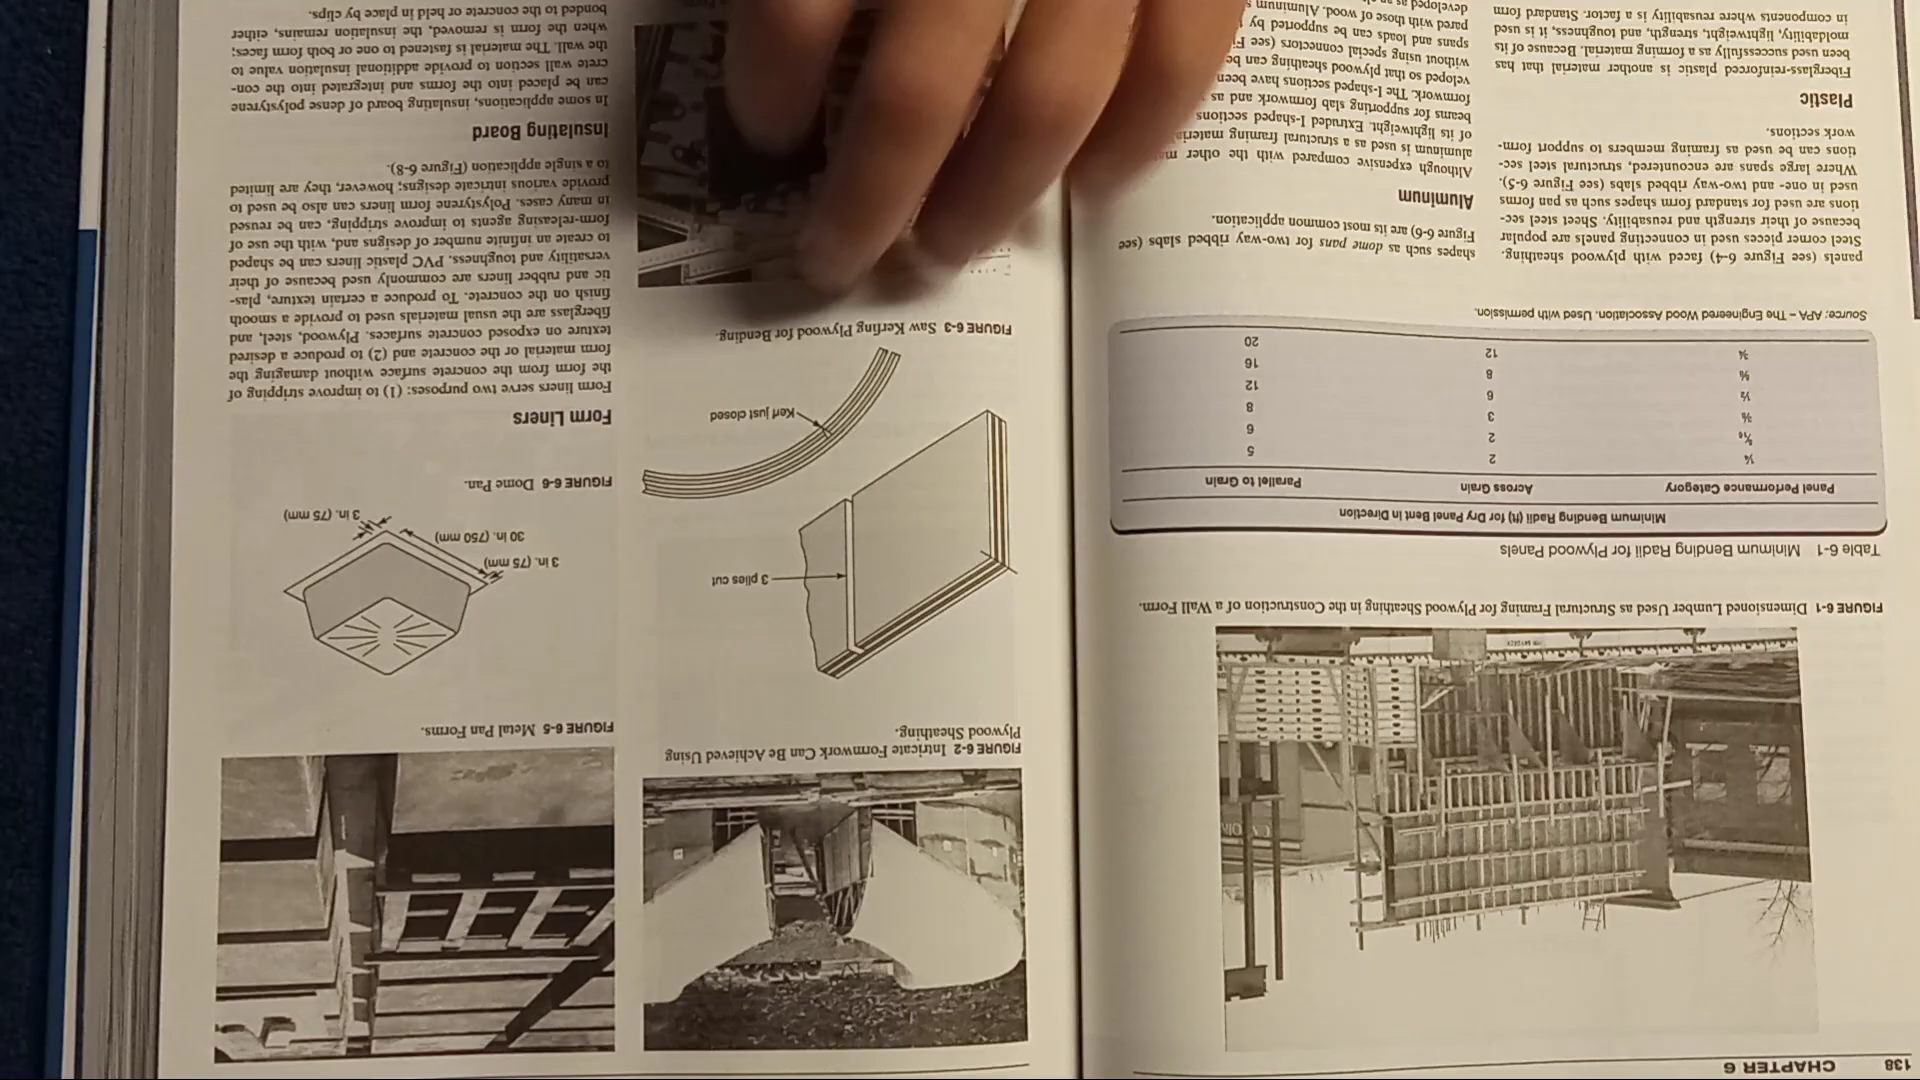 138 CHAPTER 6
FIGURE 6-1 Dimensioned Lumber Used as Structural Framing for Plywood Sheathing in the Construction of a Wall Form.
Table 6-1 Minimum Bending Radii for Plywood Panels
Minimum Bending Radii (ft) for Dry Panel Bent in Direction
Panel Performance Category Across Grain Parallel to Grain
¼ 2 5
5⁄16 2 6
⅜ 3 8
½ 6 12
⅝ 8 16
¾ 12 20
Source: APA – The Engineered Wood Association. Used with permission.
panels (see Figure 6-4) faced with plywood sheathing.
Steel corner pieces used in connecting panels are popular
because of their strength and reusability. Sheet steel sec-
tions are used for standard form shapes such as pan forms
used in one- and two-way ribbed slabs (see Figure 6-5).
Where large spans are encountered, structural steel sec-
tions can be used as framing members to support form-
work sections.
Plastic
Fiberglass-reinforced plastic is another material that has
been used successfully as a forming material. Because of its
moldability, lightweight, strength, and toughness, it is used
in components where reusability is a factor. Standard form
shapes such as dome pans for two-way ribbed slabs (see
Figure 6-6) are its most common application.
Aluminum
Although expensive compared with the other
aluminum is used as a structural framing material
of its lightweight. Extruded I-shaped sections
beams for supporting slab formwork and as
formwork. The I-shaped sections have been
veloped so that plywood sheathing can be
without using special connectors (see
spans and loads can be supported by
pared with those of wood. Aluminum
developed as
FIGURE 6-2 Intricate Formwork Can Be Achieved Using
Plywood Sheathing.
3 plies cut
Kerf just closed
FIGURE 6-3 Saw Kerfing Plywood for Bending.
FIGURE 6-5 Metal Pan Forms.
3 in. (75 mm)
30 in. (750 mm)
3 in. (75 mm)
FIGURE 6-6 Dome Pan.
Form Liners
Form liners serve two purposes: (1) to improve stripping of
the form from the concrete surface without damaging the
form material or the concrete and (2) to produce a desired
texture on exposed concrete surfaces. Plywood, steel, and
fiberglass are the usual materials used to provide a smooth
finish on the concrete. To produce a certain texture, plas-
tic and rubber liners are commonly used because of their
versatility and toughness. PVC plastic liners can be shaped
to create an infinite number of designs and, with the use of
form-releasing agents to improve stripping, can be reused
in many cases. Polystyrene form liners can also be used to
provide various intricate designs; however, they are limited
to a single application (Figure 6-8).
Insulating Board
In some applications, insulating board of dense polystyrene
can be placed into the forms and integrated into the con-
crete wall section to provide additional insulation value to
the wall. The material is fastened to one or both form faces;
when the form is removed, the insulation remains, either
bonded to the concrete or held in place by clips.